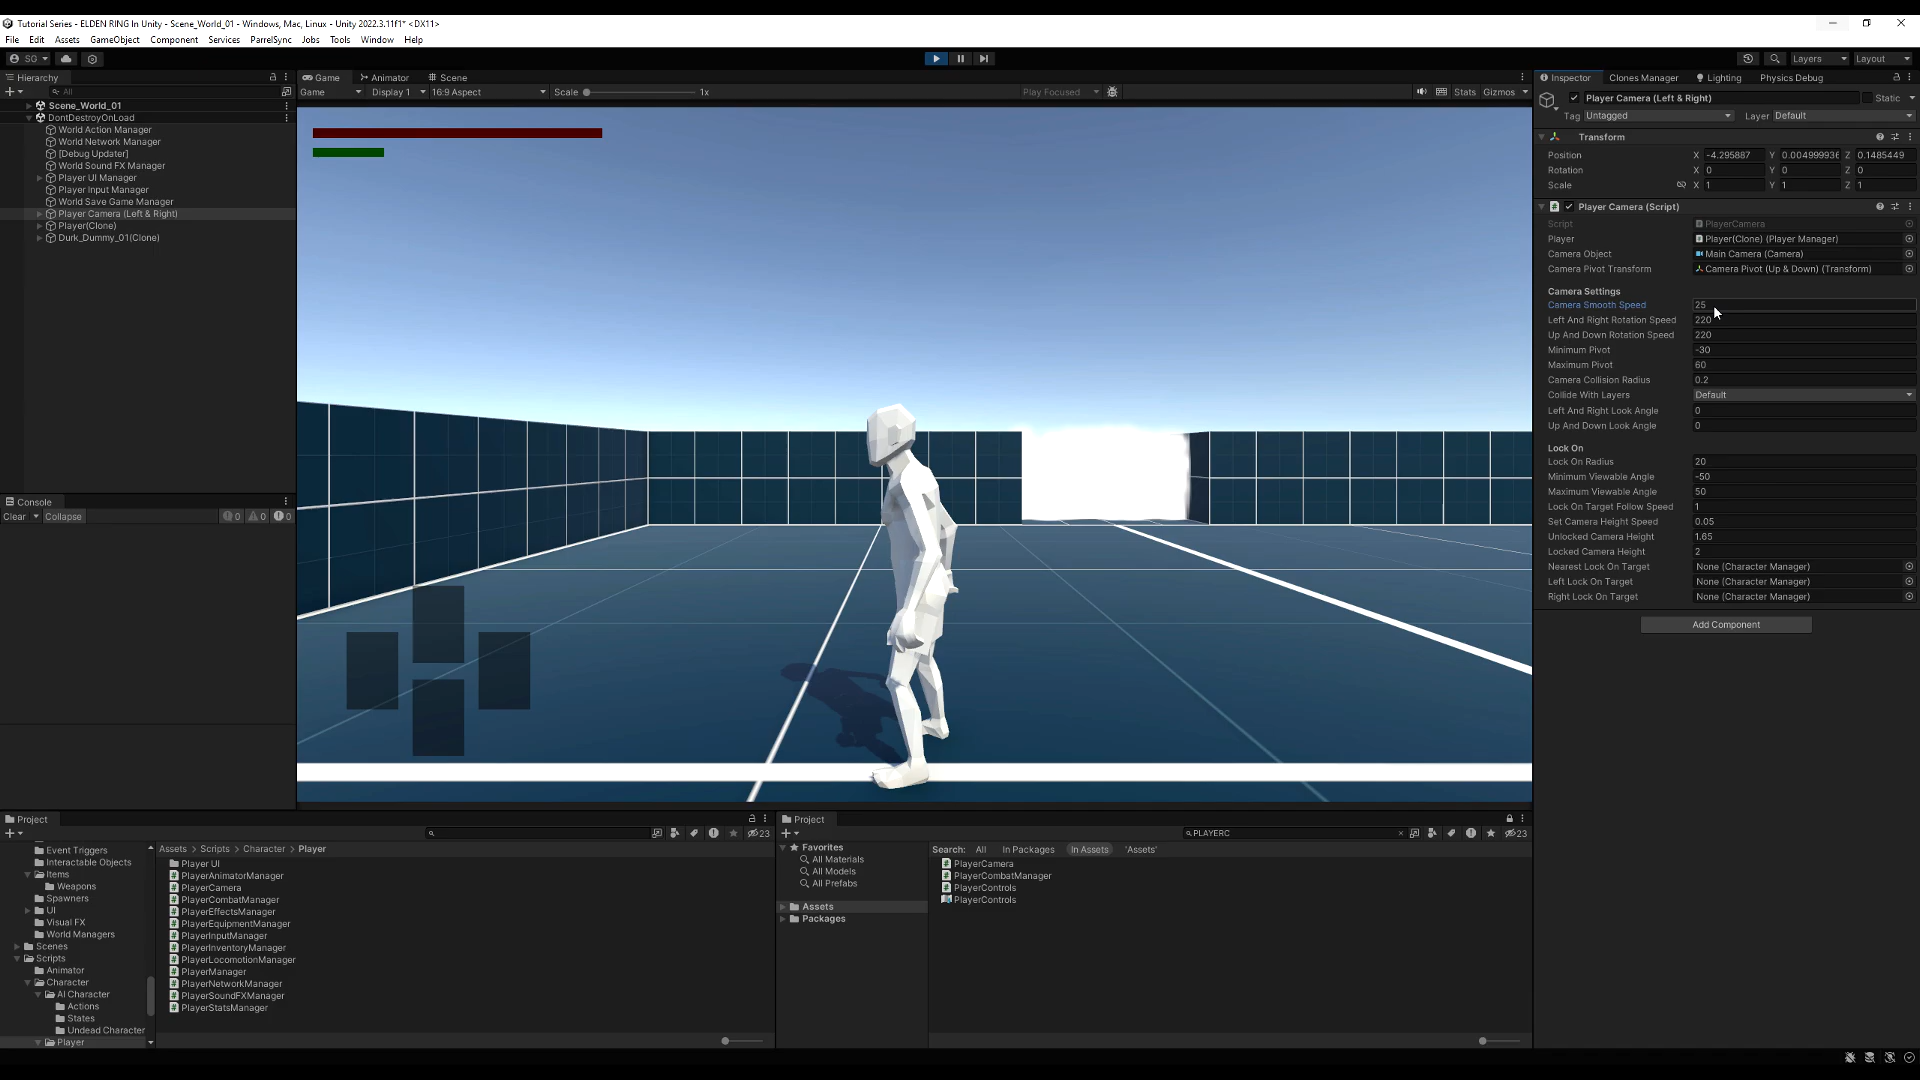 Tutorial Series - ELDEN RING In Unity - Scene_World_01 - Windows, Mac, Linux - Unity 2022.3.11f1* <DX11>
File Edit Assets GameObject Component Services ParrelSync Jobs Tools Window Help
SG Layers Layout
Hierarchy
All
Scene_World_01
DontDestroyOnLoad
World Action Manager
World Network Manager
[Debug Updater]
World Sound FX Manager
Player UI Manager
Player Input Manager
World Save Game Manager
Player Camera (Left & Right)
Player(Clone)
Durk_Dummy_01(Clone)
Console
Clear Collapse 0 0 0
Game Animator Scene
Game Display 1 16:9 Aspect Scale 1x Play Focused Stats Gizmos
Inspector Clones Manager Lighting Physics Debug
Player Camera (Left & Right) Static
Tag Untagged Layer Default
Transform
Position X -4.295887 Y 0.004999936 Z 0.1485449
Rotation X 0 Y 0 Z 0
Scale X 1 Y 1 Z 1
Player Camera (Script)
Script PlayerCamera
Player Player(Clone) (Player Manager)
Camera Object Main Camera (Camera)
Camera Pivot Transform Camera Pivot (Up & Down) (Transform)
Camera Settings
Camera Smooth Speed 25
Left And Right Rotation Speed 220
Up And Down Rotation Speed 220
Minimum Pivot -30
Maximum Pivot 60
Camera Collision Radius 0.2
Collide With Layers Default
Left And Right Look Angle 0
Up And Down Look Angle 0
Lock On
Lock On Radius 20
Minimum Viewable Angle -50
Maximum Viewable Angle 50
Lock On Target Follow Speed 1
Set Camera Height Speed 0.05
Unlocked Camera Height 1.65
Locked Camera Height 2
Nearest Lock On Target None (Character Manager)
Left Lock On Target None (Character Manager)
Right Lock On Target None (Character Manager)
Add Component
Project
23
Event Triggers
Interactable Objects
Items
Weapons
Spawners
UI
Visual FX
World Managers
Scenes
Scripts
Animator
Character
AI Character
Actions
States
Undead Character
Player
Assets > Scripts > Character > Player
Player UI
PlayerAnimatorManager
PlayerCamera
PlayerCombatManager
PlayerEffectsManager
PlayerEquipmentManager
PlayerInputManager
PlayerInventoryManager
PlayerLocomotionManager
PlayerManager
PlayerNetworkManager
PlayerSoundFXManager
PlayerStatsManager
Project
PLAYERC 23
Favorites
All Materials
All Models
All Prefabs
Assets
Packages
Search: All In Packages In Assets 'Assets'
PlayerCamera
PlayerCombatManager
PlayerControls
PlayerControls